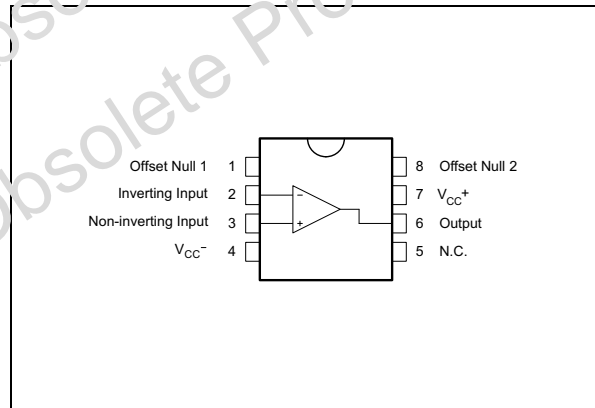 Obsolete Pro
Obsolete
Offset Null 1 1 8 Offset Null 2
Inverting Input 2 − 7 VCC+
Non-inverting Input 3 + 6 Output
VCC− 4 5 N.C.